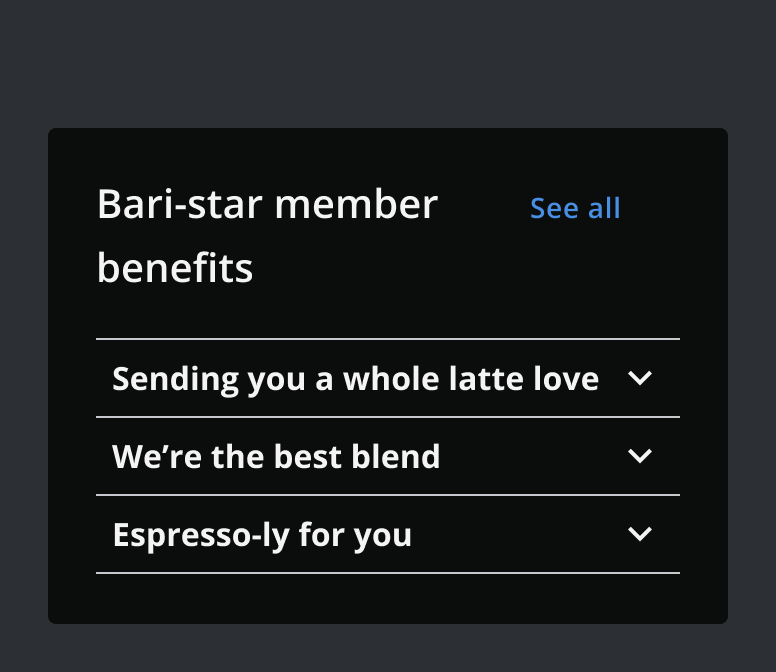 Bari-star member
benefits
See all
Sending you a whole latte love
We’re the best blend
Espresso-ly for you